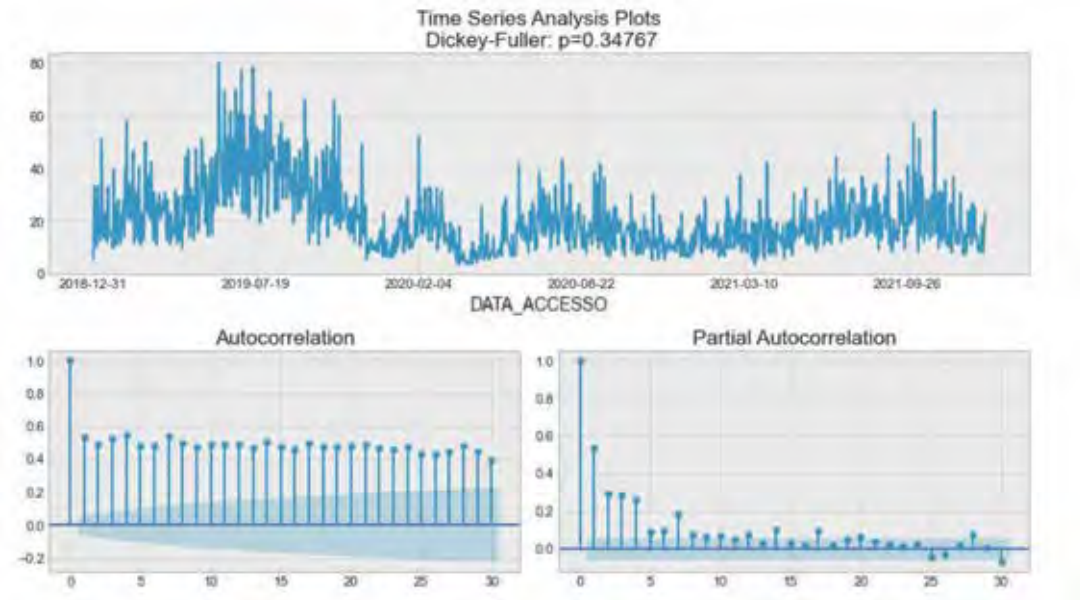 Time Series Analysis Plots
Dickey-Fuller: p=0.34767
80
60
40
20
0
2018-12-31 2019-07-19 2020-02-04 2020-08-22 2021-03-10 2021-09-26
DATA_ACCESSO
Autocorrelation
1.0
0.8
0.6
0.4
0.2
0.0
−0.2
0 5 10 15 20 25 30
Partial Autocorrelation
1.0
0.8
0.6
0.4
0.2
0.0
0 5 10 15 20 25 30